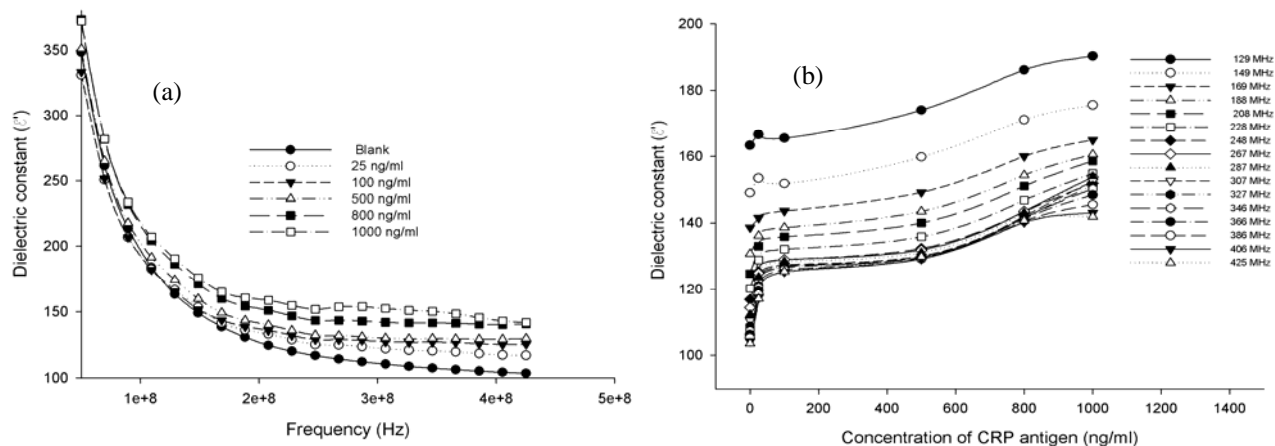 (a)
Dielectric constant (ε')
350
300
250
200
150
100
Blank
25 ng/ml
100 ng/ml
500 ng/ml
800 ng/ml
1000 ng/ml
1e+8
2e+8
3e+8
4e+8
5e+8
Frequency (Hz)
(b)
Dielectric constant (ε')
200
180
160
140
120
100
129 MHz
149 MHz
169 MHz
188 MHz
208 MHz
228 MHz
248 MHz
267 MHz
287 MHz
307 MHz
327 MHz
346 MHz
366 MHz
386 MHz
406 MHz
425 MHz
0
200
400
600
800
1000
1200
1400
Concentration of CRP antigen (ng/ml)